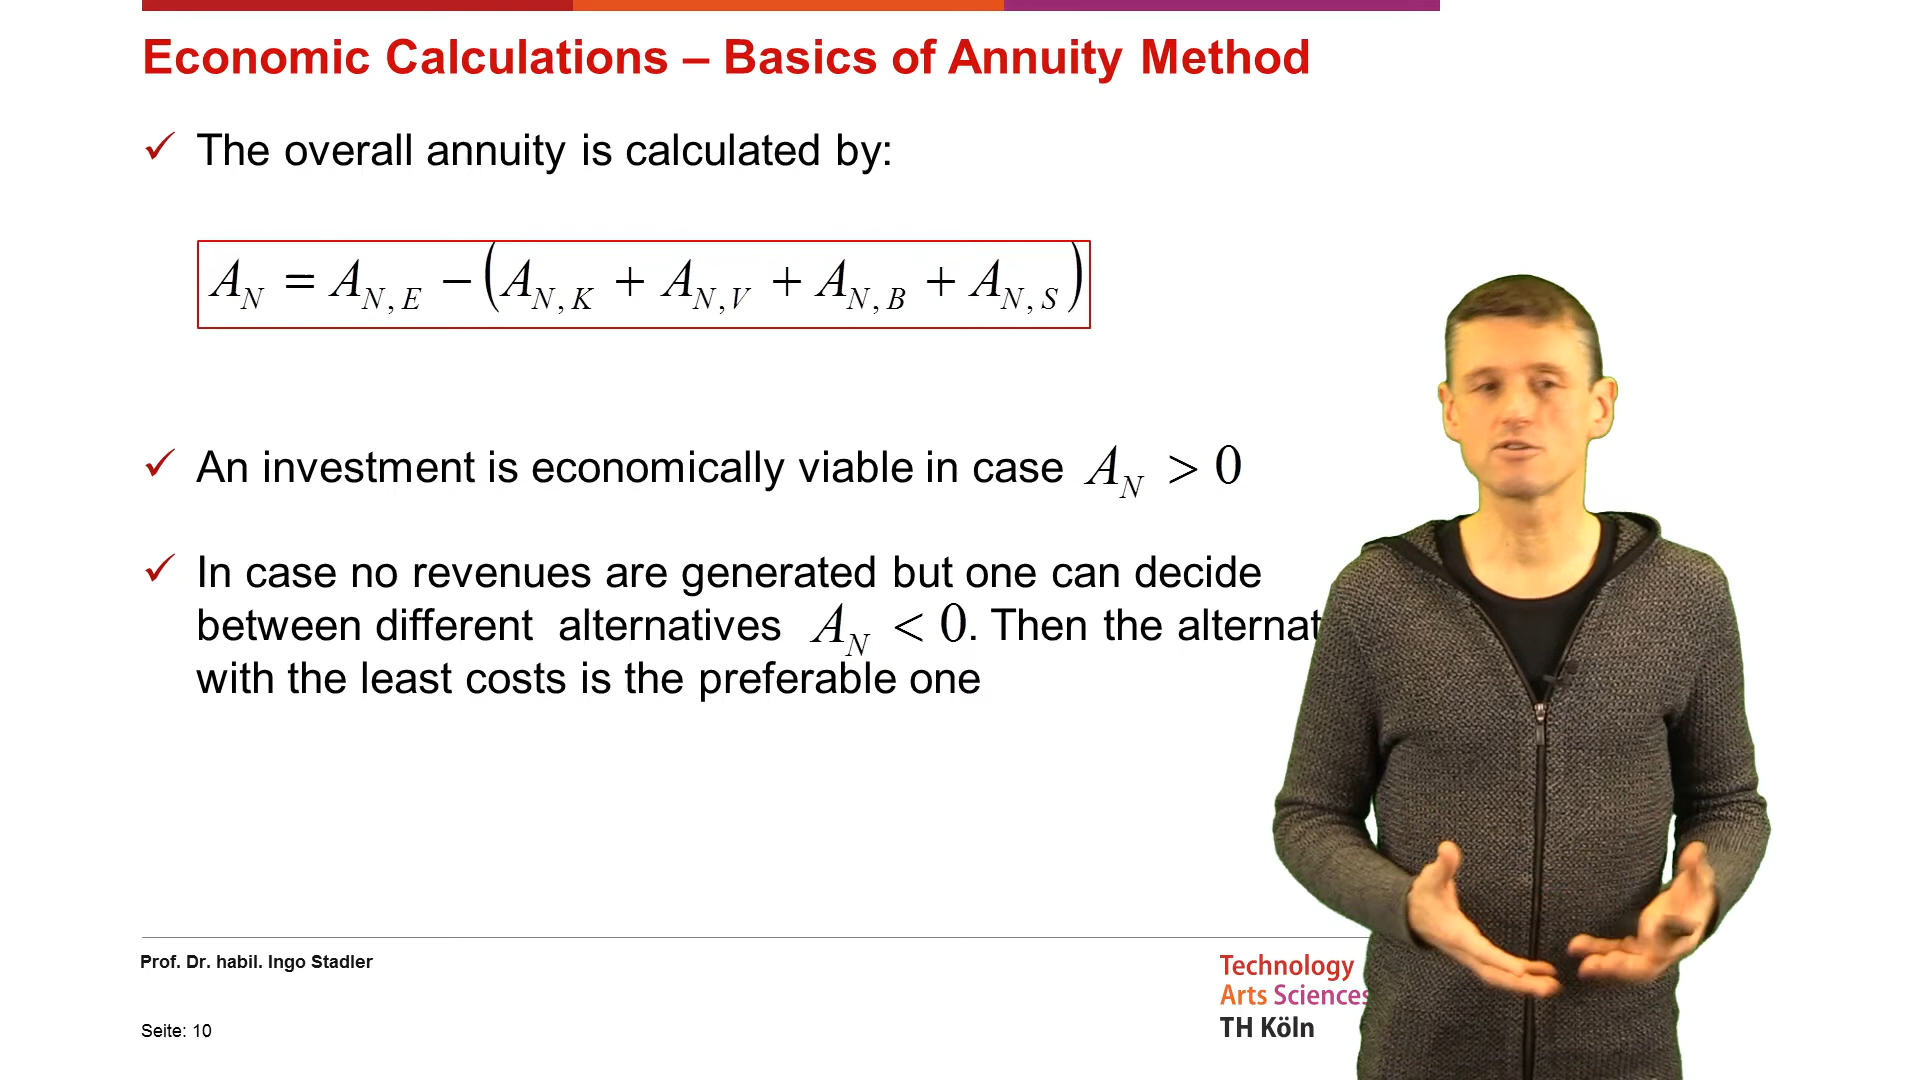 Economic Calculations – Basics of Annuity Method
✓ The overall annuity is calculated by:
A_N = A_{N,E} − (A_{N,K} + A_{N,V} + A_{N,B} + A_{N,S})
✓ An investment is economically viable in case A_N > 0
✓ In case no revenues are generated but one can decide
between different alternatives A_N < 0. Then the
with the least costs is the preferable one
Prof. Dr. habil. Ingo Stadler
Seite: 10
Technology
Arts Sciences
TH Köln